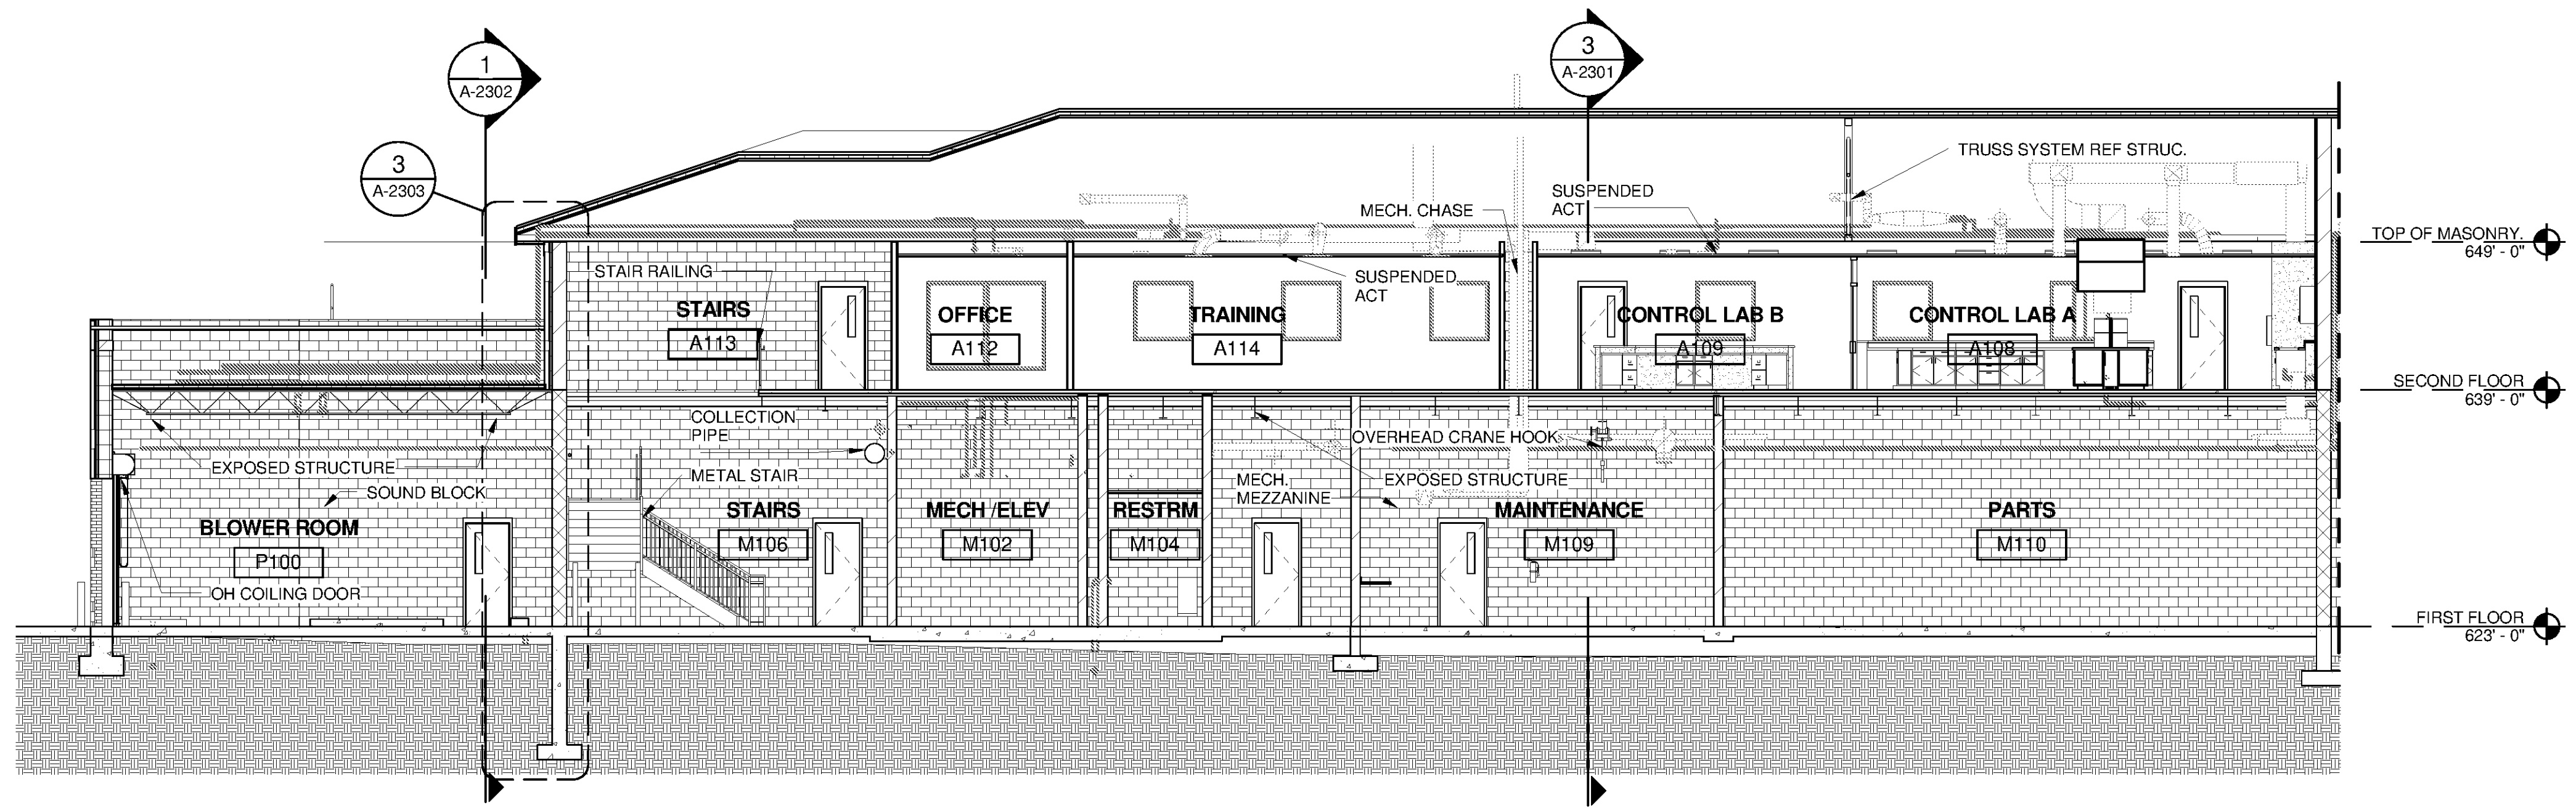 1
A-2302
3
A-2301
3
A-2303
TRUSS SYSTEM REF STRUC.
SUSPENDED
ACT
MECH. CHASE
TOP OF MASONRY.
649' - 0"
STAIR RAILING
SUSPENDED
ACT
STAIRS
A113
OFFICE
A112
TRAINING
A114
CONTROL LAB B
A109
CONTROL LAB A
A108
SECOND FLOOR
639' - 0"
COLLECTION
PIPE
OVERHEAD CRANE HOOK
EXPOSED STRUCTURE
METAL STAIR
MECH.
MEZZANINE
EXPOSED STRUCTURE
SOUND BLOCK
BLOWER ROOM
P100
STAIRS
M106
MECH /ELEV
M102
RESTRM
M104
MAINTENANCE
M109
PARTS
M110
OH COILING DOOR
FIRST FLOOR
623' - 0"